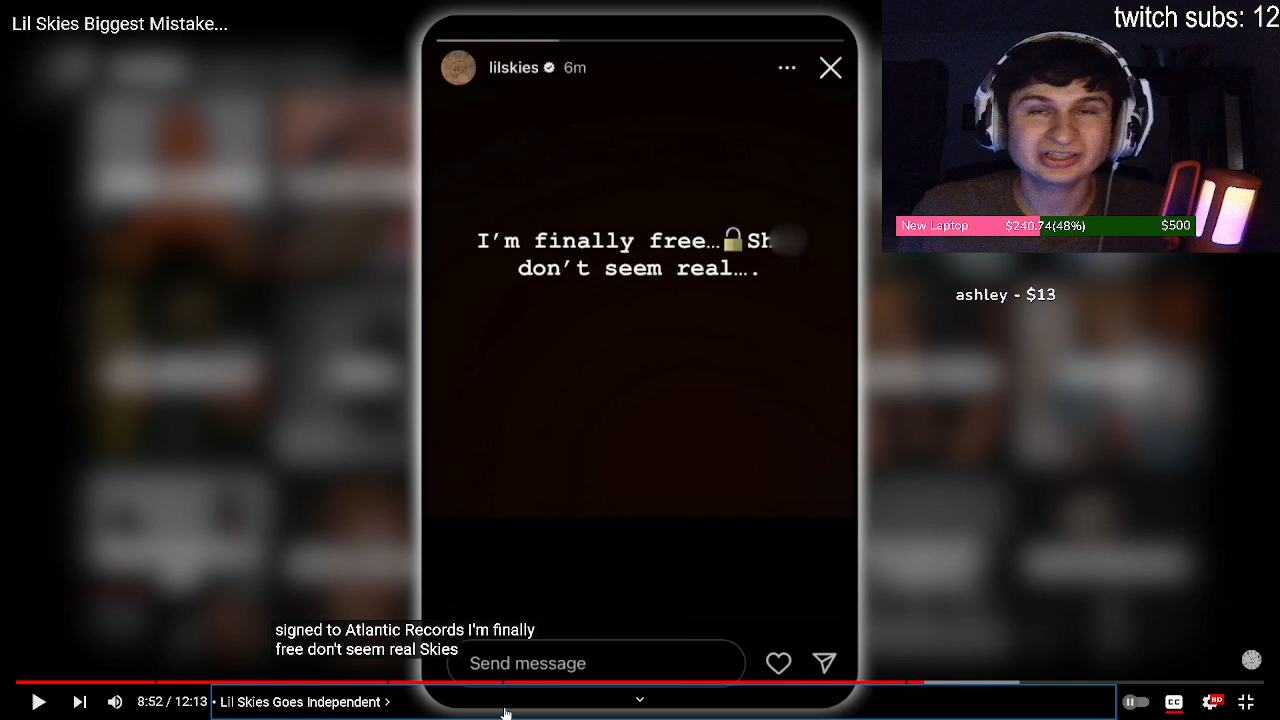 Lil Skies Biggest Mistake...
twitch subs: 12
lilskies 6m
I'm finally free…🔒Sh
don't seem real….
New Laptop $240.74(48%) $500
ashley - $13
signed to Atlantic Records I'm finally
free don't seem real Skies
Send message
8:52 / 12:13 • Lil Skies Goes Independent >
CC
HD